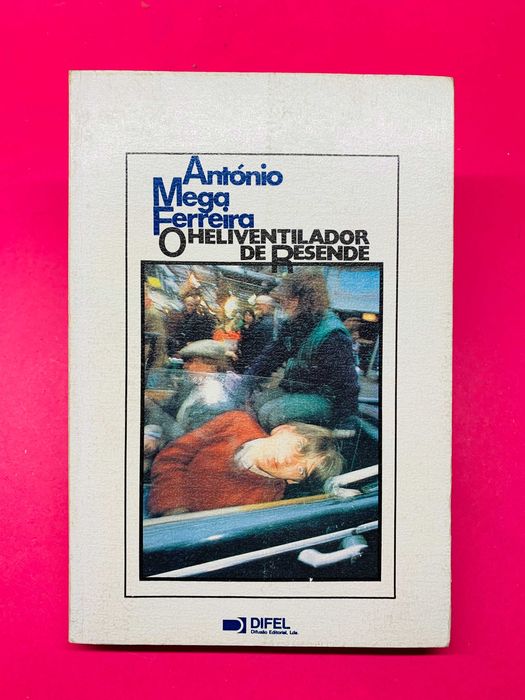 António
Mega
Ferreira
O HELIVENTILADOR
DE RESENDE
DIFEL
Difusão Editorial, Lda.